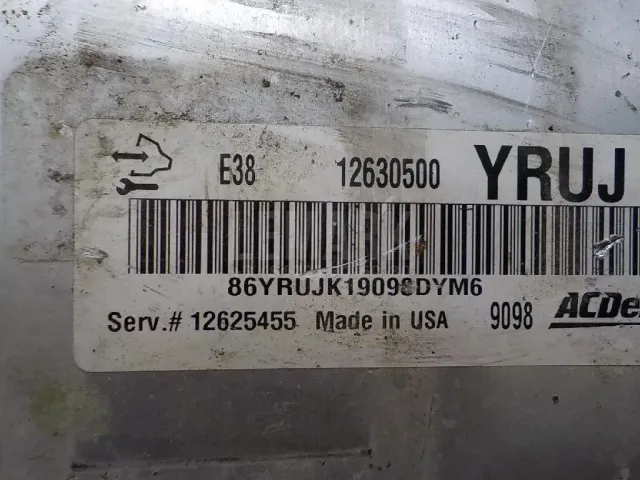 E38 12630500 YRUJ
86YRUJK19098DYM6
Serv.# 12625455 Made in USA 9098 ACDe